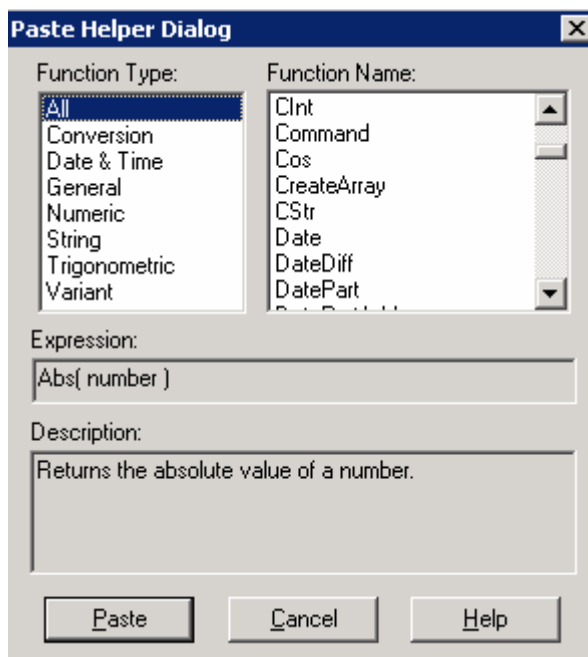 Paste Helper Dialog
Function Type:
All
Conversion
Date & Time
General
Numeric
String
Trigonometric
Variant
Function Name:
CInt
Command
Cos
CreateArray
CStr
Date
DateDiff
DatePart
Expression:
Abs( number )
Description:
Returns the absolute value of a number.
Paste
Cancel
Help